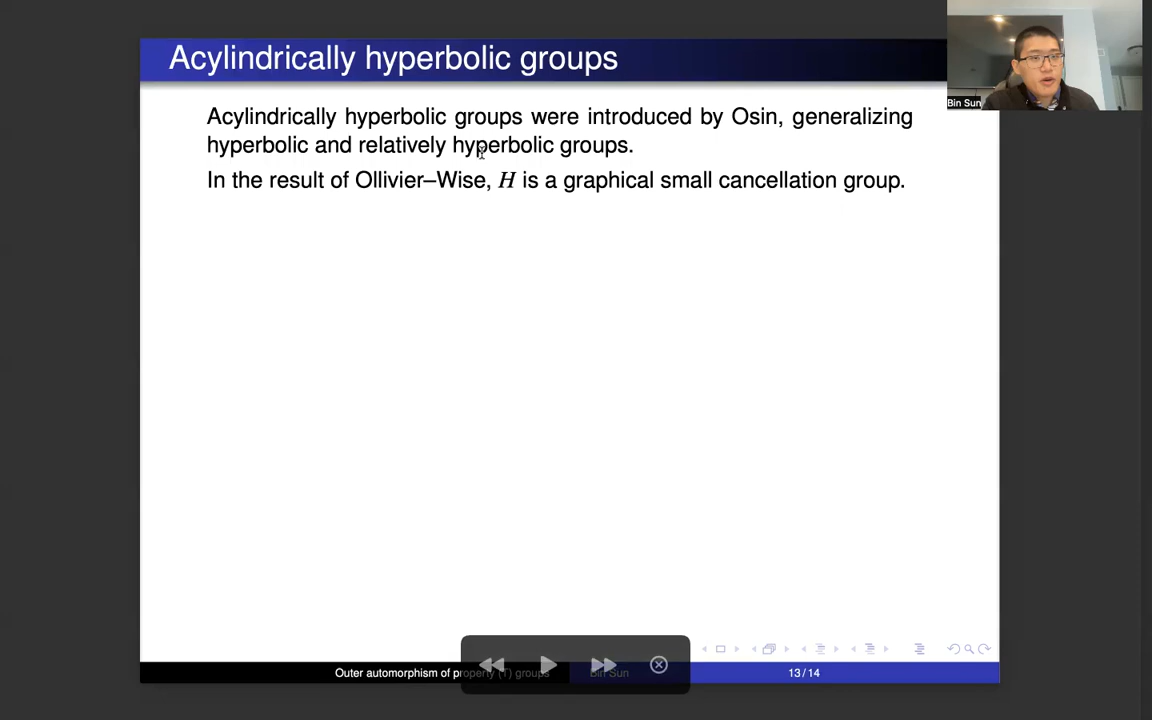 Acylindrically hyperbolic groups
Bin Sun
Acylindrically hyperbolic groups were introduced by Osin, generalizing
hyperbolic and relatively hyperbolic groups.
In the result of Ollivier–Wise, H is a graphical small cancellation group.
Outer automorphism of property (T) groups
Bin Sun
13/14